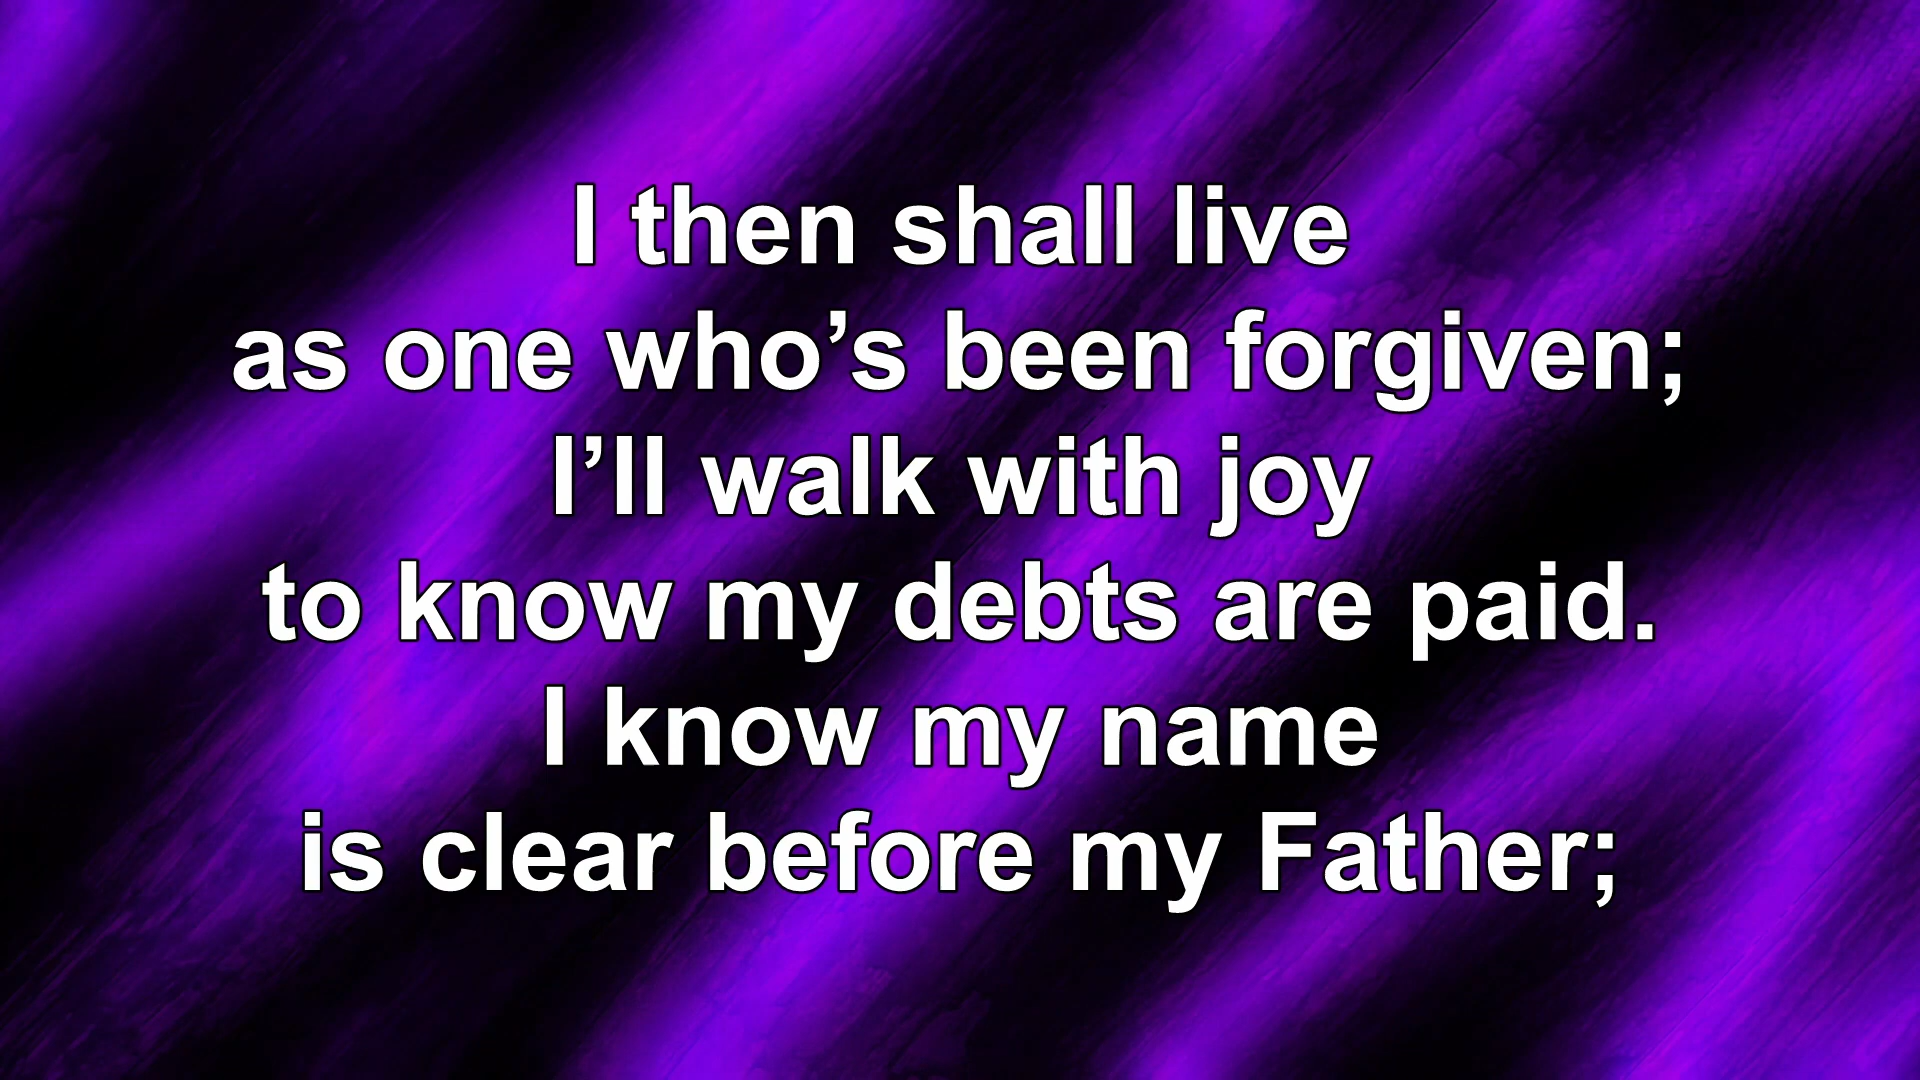 I then shall live
as one who’s been forgiven;
I’ll walk with joy
to know my debts are paid.
I know my name
is clear before my Father;